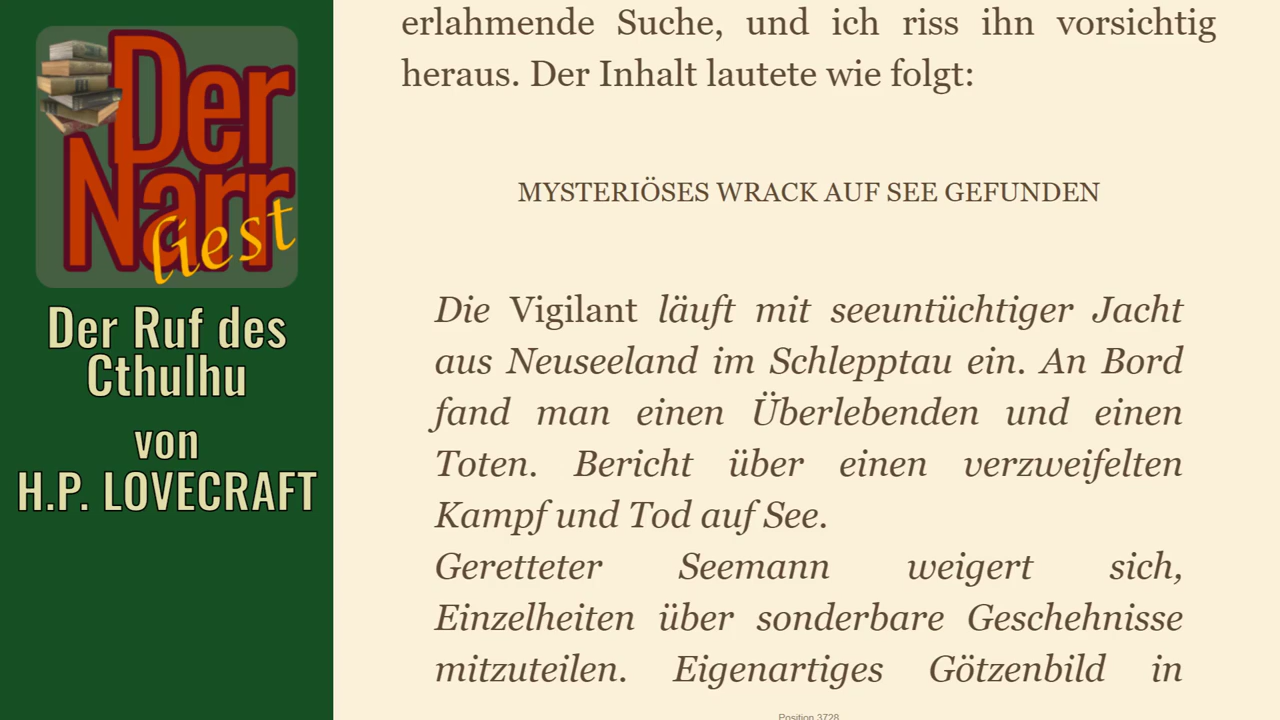 Der
Narr
liest
Der Ruf des
Cthulhu
von
H.P. LOVECRAFT
erlahmende Suche, und ich riss ihn vorsichtig
heraus. Der Inhalt lautete wie folgt:
MYSTERIÖSES WRACK AUF SEE GEFUNDEN
Die Vigilant läuft mit seeuntüchtiger Jacht
aus Neuseeland im Schlepptau ein. An Bord
fand man einen Überlebenden und einen
Toten. Bericht über einen verzweifelten
Kampf und Tod auf See.
Geretteter Seemann weigert sich,
Einzelheiten über sonderbare Geschehnisse
mitzuteilen. Eigenartiges Götzenbild in
Position 3728